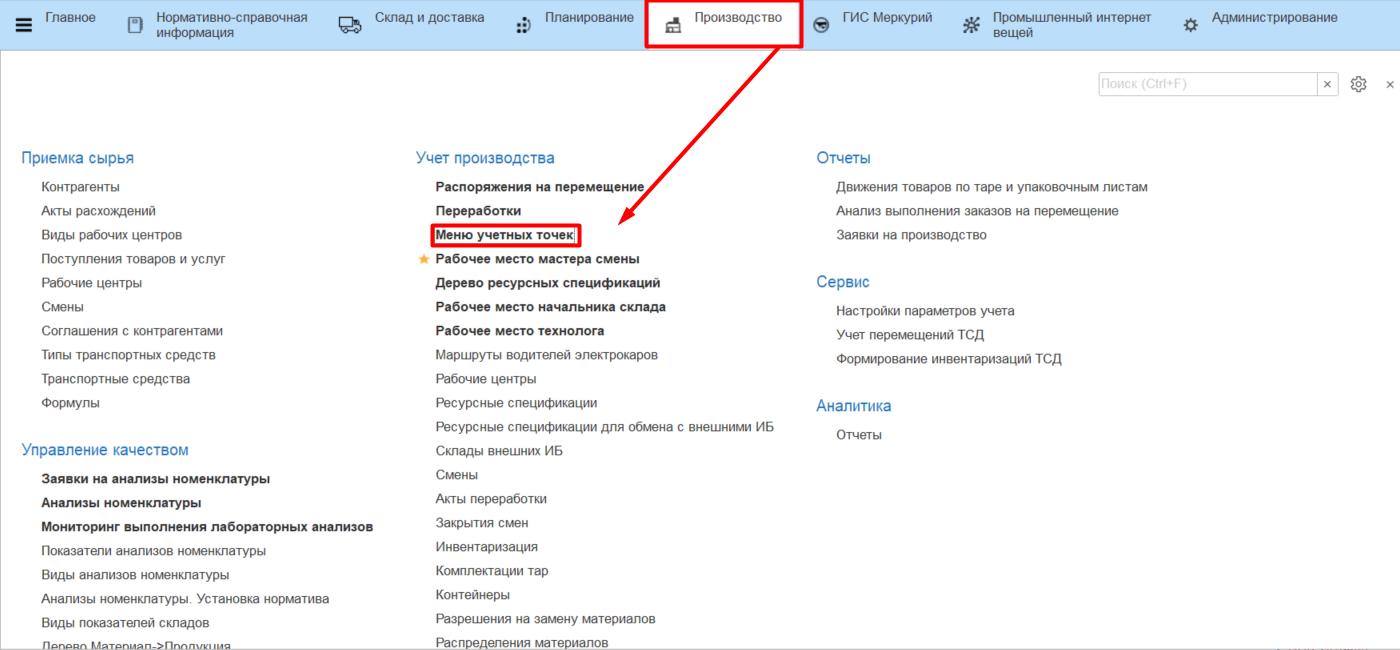 Главное
Нормативно-справочная
информация
Склад и доставка
Планирование
Производство
ГИС Меркурий
Промышленный интернет
вещей
Администрирование
Поиск (Ctrl+F)
Приемка сырья
Контрагенты
Акты расхождений
Виды рабочих центров
Поступления товаров и услуг
Рабочие центры
Смены
Соглашения с контрагентами
Типы транспортных средств
Транспортные средства
Формулы
Управление качеством
Заявки на анализы номенклатуры
Анализы номенклатуры
Мониторинг выполнения лабораторных анализов
Показатели анализов номенклатуры
Виды анализов номенклатуры
Анализы номенклатуры. Установка норматива
Виды показателей складов
Дерево Материал->Продукция
Учет производства
Распоряжения на перемещение
Переработки
Меню учетных точек
Рабочее место мастера смены
Дерево ресурсных спецификаций
Рабочее место начальника склада
Рабочее место технолога
Маршруты водителей электрокаров
Рабочие центры
Ресурсные спецификации
Ресурсные спецификации для обмена с внешними ИБ
Склады внешних ИБ
Смены
Акты переработки
Закрытия смен
Инвентаризация
Комплектации тар
Контейнеры
Разрешения на замену материалов
Распределения материалов
Отчеты
Движения товаров по таре и упаковочным листам
Анализ выполнения заказов на перемещение
Заявки на производство
Сервис
Настройки параметров учета
Учет перемещений ТСД
Формирование инвентаризаций ТСД
Аналитика
Отчеты